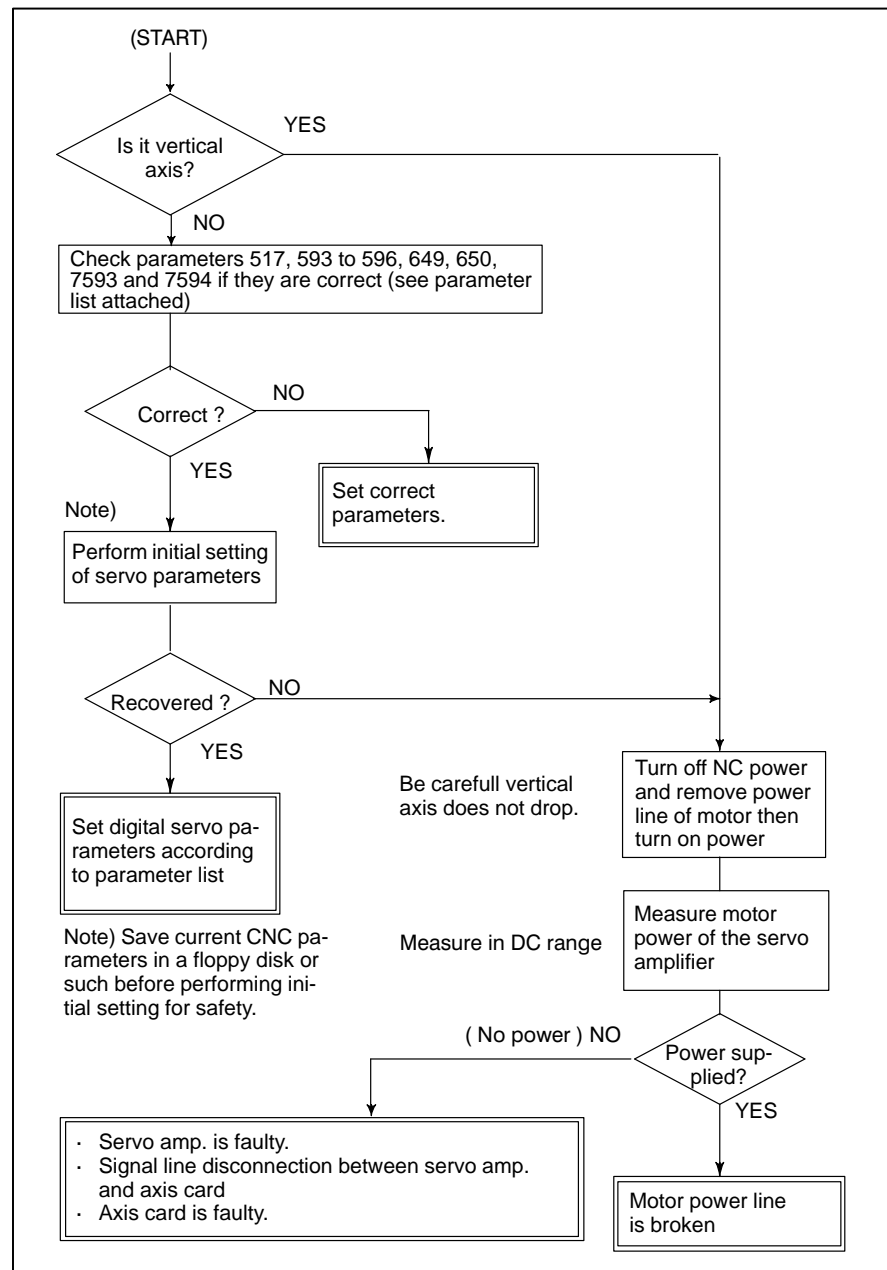 (START)
YES
Is it vertical
axis?
NO
Check parameters 517, 593 to 596, 649, 650,
7593 and 7594 if they are correct (see parameter
list attached)
NO
Correct ?
YES
Set correct
parameters.
Note)
Perform initial setting
of servo parameters
NO
Recovered ?
YES
Be carefull vertical
axis does not drop.
Turn off NC power
and remove power
line of motor then
turn on power
Set digital servo pa-
rameters according
to parameter list
Measure in DC range
Measure motor
power of the servo
amplifier
Note) Save current CNC pa-
rameters in a floppy disk or
such before performing ini-
tial setting for safety.
( No power ) NO
Power sup-
plied?
YES
· Servo amp. is faulty.
· Signal line disconnection between servo amp.
and axis card
· Axis card is faulty.
Motor power line
is broken